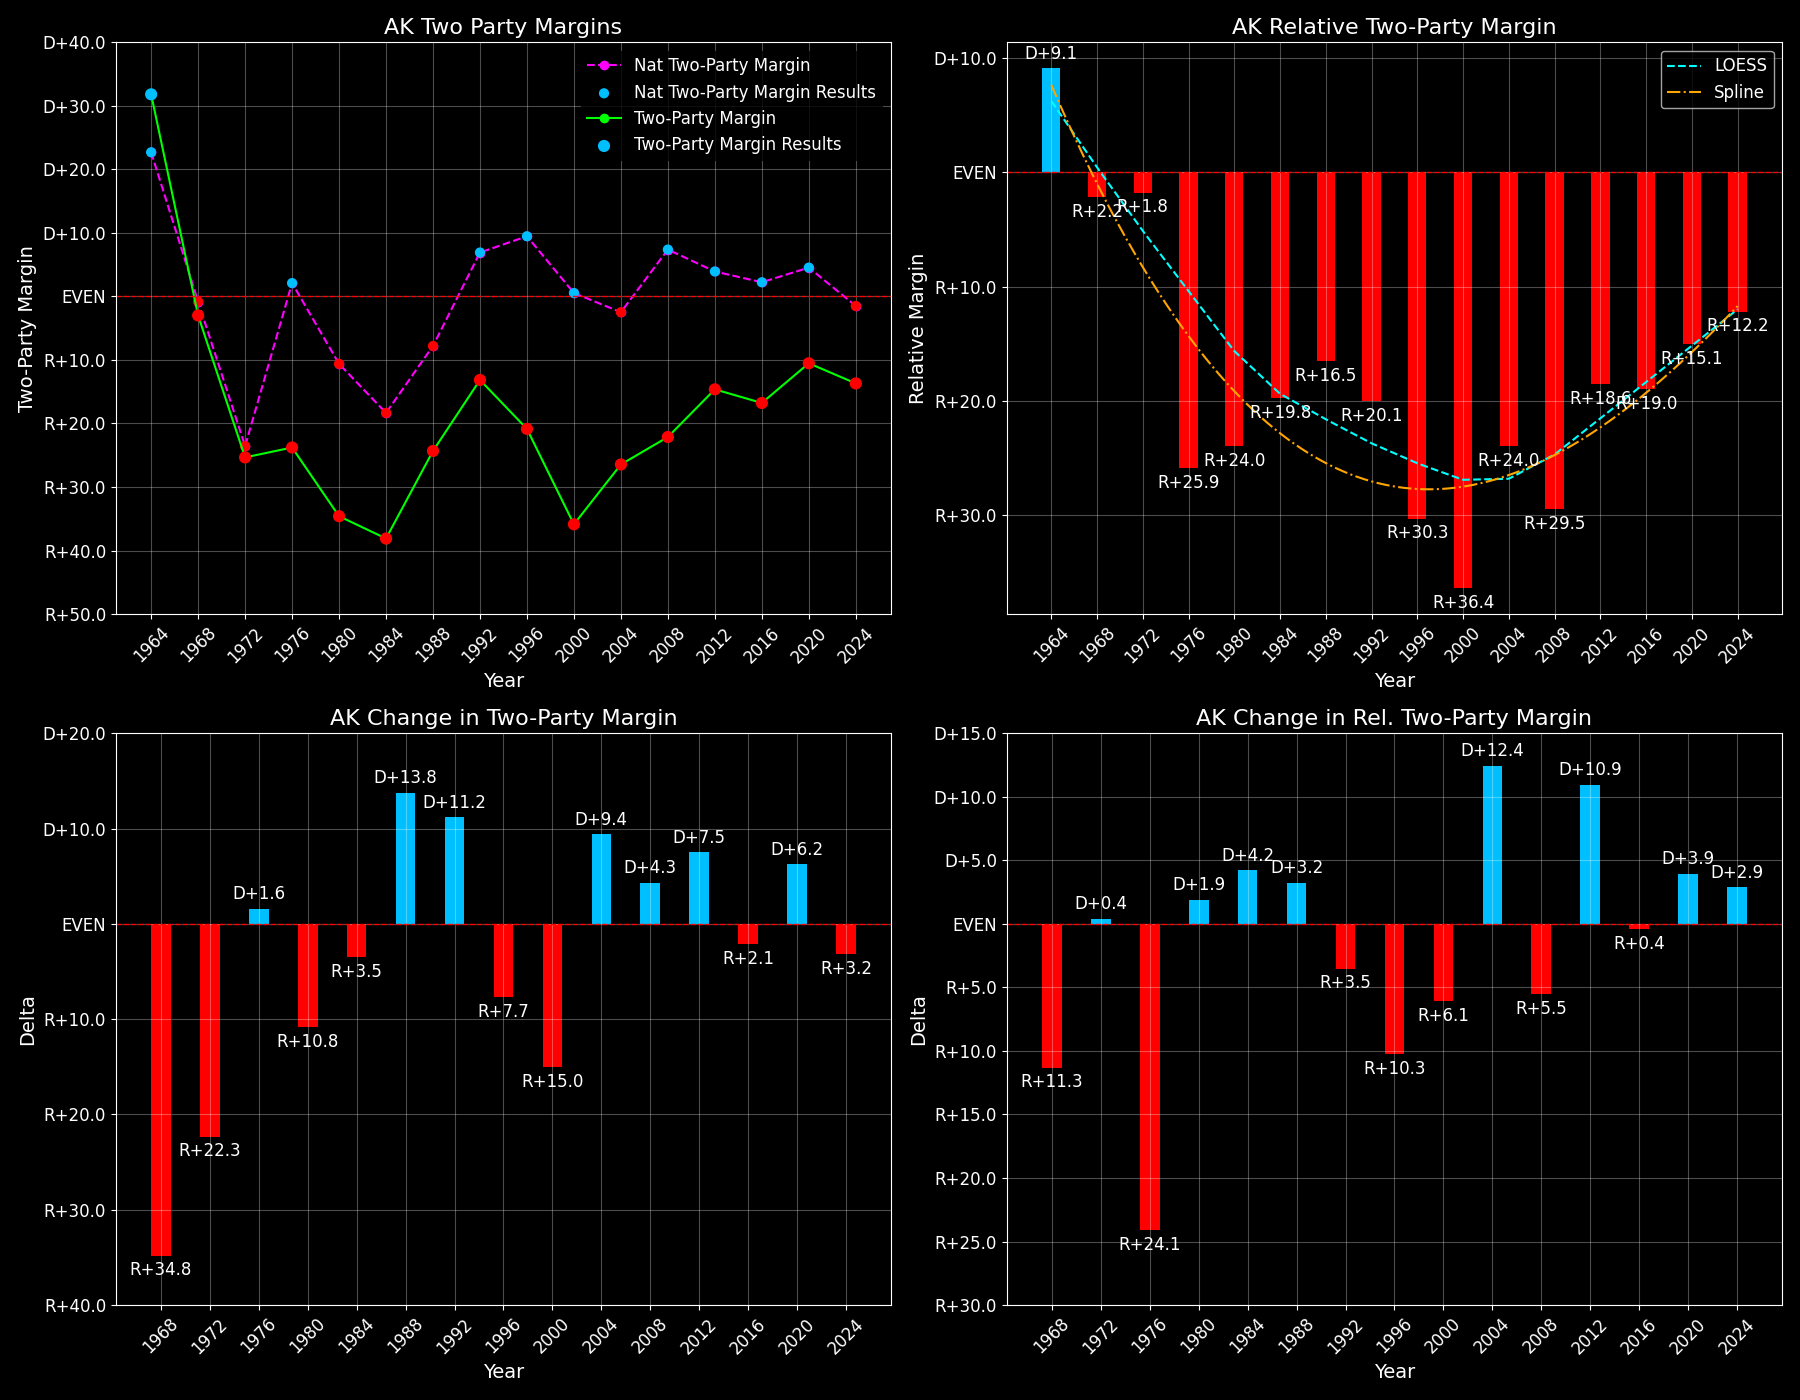 AK Two Party Margins
D+40.0
D+30.0
D+20.0
D+10.0
EVEN
R+10.0
R+20.0
R+30.0
R+40.0
R+50.0
Two-Party Margin
Nat Two-Party Margin
Nat Two-Party Margin Results
Two-Party Margin
Two-Party Margin Results
1964 1968 1972 1976 1980 1984 1988 1992 1996 2000 2004 2008 2012 2016 2020 2024
Year
AK Relative Two-Party Margin
D+10.0
EVEN
R+10.0
R+20.0
R+30.0
Relative Margin
LOESS
Spline
D+9.1
R+2.2
R+1.8
R+25.9
R+24.0
R+19.8
R+16.5
R+20.1
R+30.3
R+36.4
R+24.0
R+29.5
R+18.6
R+19.0
R+15.1
R+12.2
1964 1968 1972 1976 1980 1984 1988 1992 1996 2000 2004 2008 2012 2016 2020 2024
Year
AK Change in Two-Party Margin
D+20.0
D+10.0
EVEN
R+10.0
R+20.0
R+30.0
R+40.0
Delta
R+34.8
R+22.3
D+1.6
R+10.8
R+3.5
D+13.8
D+11.2
R+7.7
R+15.0
D+9.4
D+4.3
D+7.5
R+2.1
D+6.2
R+3.2
1968 1972 1976 1980 1984 1988 1992 1996 2000 2004 2008 2012 2016 2020 2024
Year
AK Change in Rel. Two-Party Margin
D+15.0
D+10.0
D+5.0
EVEN
R+5.0
R+10.0
R+15.0
R+20.0
R+25.0
R+30.0
Delta
R+11.3
D+0.4
R+24.1
D+1.9
D+4.2
D+3.2
R+3.5
R+10.3
R+6.1
D+12.4
R+5.5
D+10.9
R+0.4
D+3.9
D+2.9
1968 1972 1976 1980 1984 1988 1992 1996 2000 2004 2008 2012 2016 2020 2024
Year